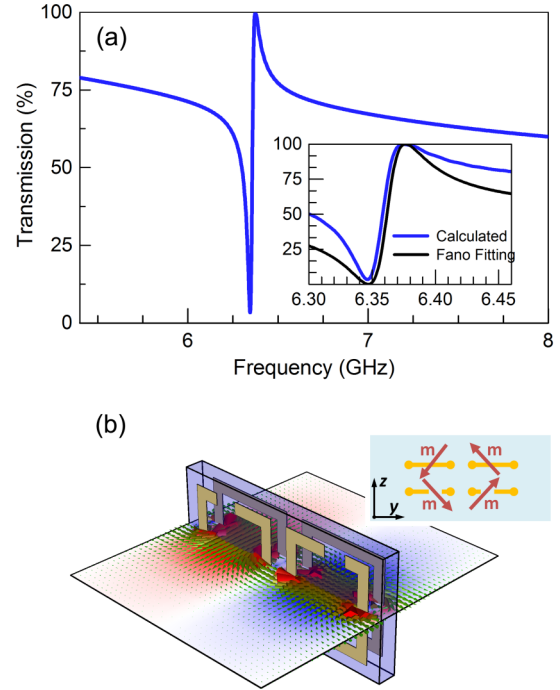 (a)
100
75
50
25
0
Transmission (%)
6
7
8
Frequency (GHz)
100
75
50
25
6.30
6.35
6.40
6.45
Calculated
Fano Fitting
(b)
m
m
m
m
z
y